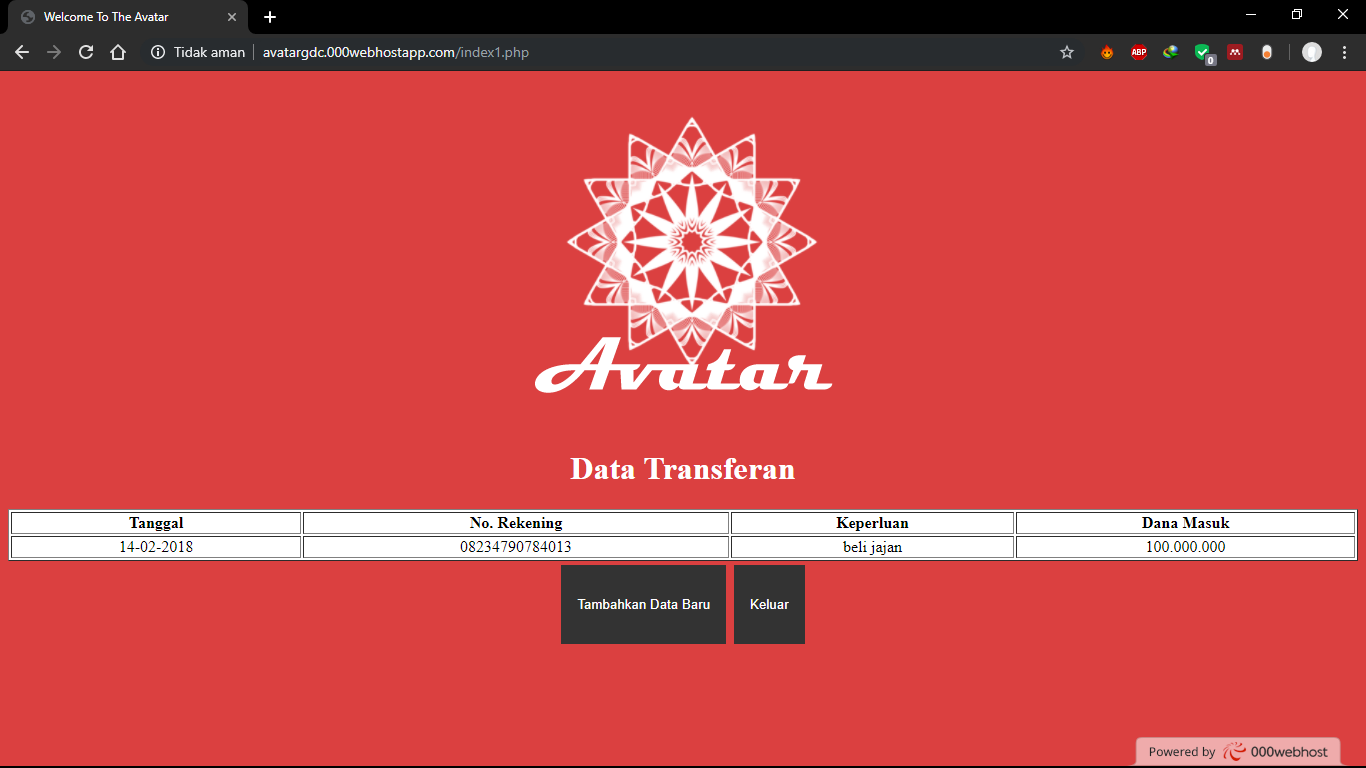 Welcome To The Avatar
Tidak aman avatargdc.000webhostapp.com/index1.php
ABP
0
Avatar
Data Transferan
Tanggal No. Rekening Keperluan Dana Masuk
14-02-2018 08234790784013 beli jajan 100.000.000
Tambahkan Data Baru Keluar
Powered by 000webhost